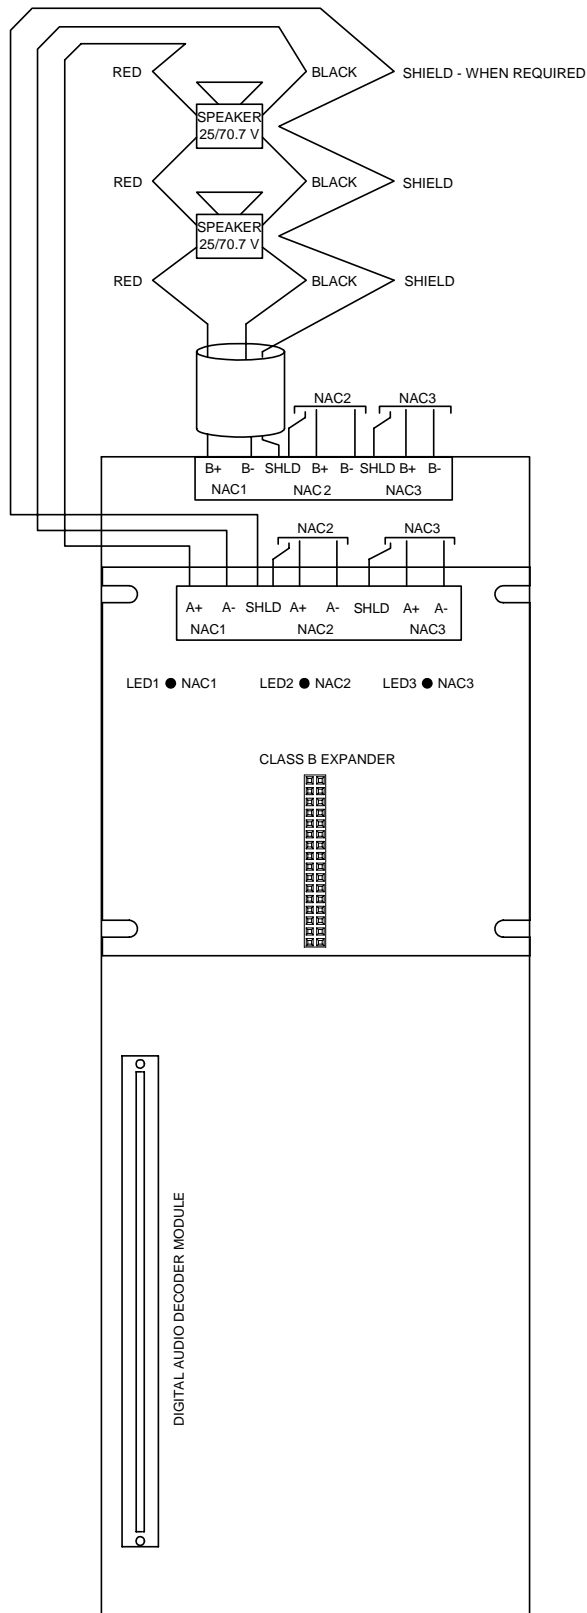 RED
BLACK
SHIELD - WHEN REQUIRED
SPEAKER
25/70.7 V
RED
BLACK
SHIELD
SPEAKER
25/70.7 V
RED
BLACK
SHIELD
NAC2
NAC3
B+ B- SHLD B+ B- SHLD B+ B-
NAC1 NAC2 NAC3
NAC2
NAC3
A+ A- SHLD A+ A- SHLD A+ A-
NAC1 NAC2 NAC3
LED1 NAC1 LED2 NAC2 LED3 NAC3
CLASS B EXPANDER
DIGITAL AUDIO DECODER MODULE